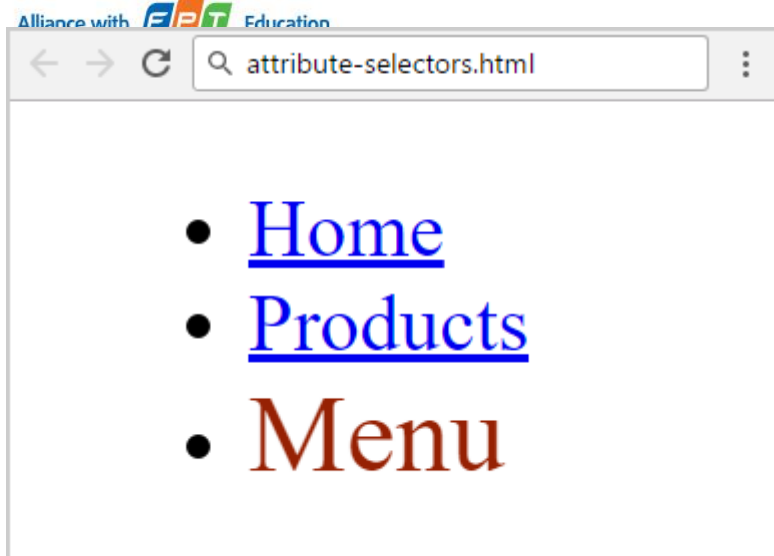 Alliance with FPT Education
attribute-selectors.html
Home
Products
Menu